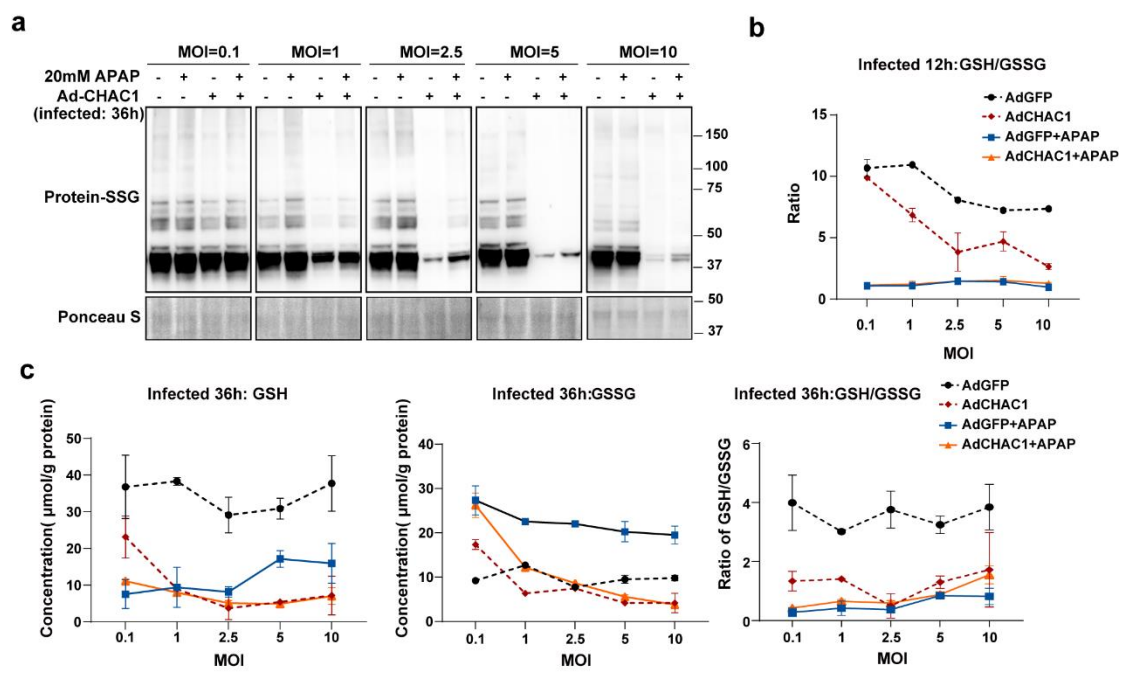 a
MOI=0.1 MOI=1 MOI=2.5 MOI=5 MOI=10
20mM APAP - + - + - + - + - + - + - + - + - + - +
Ad-CHAC1 - - + + - - + + - - + + - - + + - - + +
(infected: 36h)
Protein-SSG
150
100
75
50
37
Ponceau S
50
37
b
Infected 12h:GSH/GSSG
AdGFP
AdCHAC1
AdGFP+APAP
AdCHAC1+APAP
Ratio
15
10
5
0
0.1 1 2.5 5 10
MOI
c
Infected 36h: GSH
Concentration( μmol/g protein)
50
40
30
20
10
0
0.1 1 2.5 5 10
MOI
Infected 36h:GSSG
Concentration( μmol/g protein)
40
30
20
10
0
0.1 1 2.5 5 10
MOI
Infected 36h:GSH/GSSG
AdGFP
AdCHAC1
AdGFP+APAP
AdCHAC1+APAP
Ratio of GSH/GSSG
6
4
2
0
0.1 1 2.5 5 10
MOI